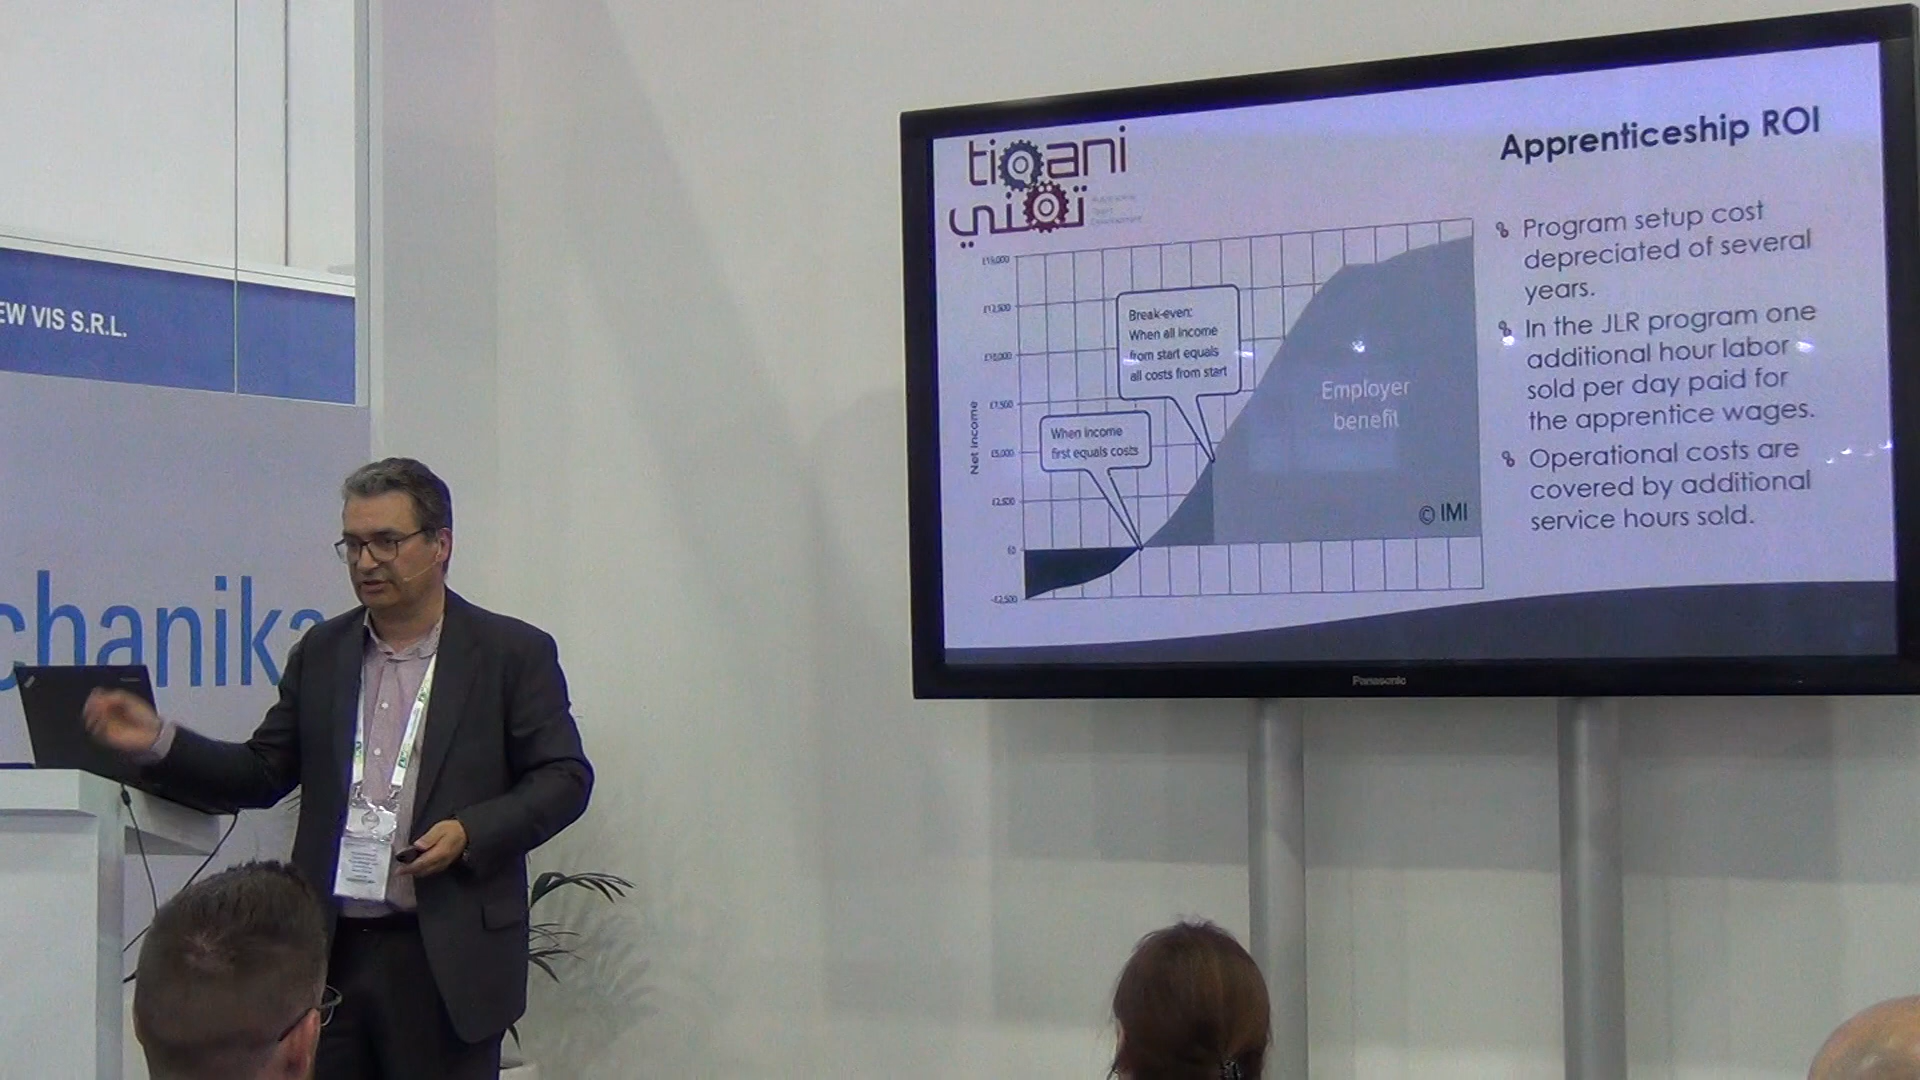 EW VIS S.R.L.
chanika
tiqani
تقني
Automotive
Talent
Development
Apprenticeship ROI
Program setup cost
depreciated of several
years.
In the JLR program one
additional hour labor
sold per day paid for
the apprentice wages.
Operational costs are
covered by additional
service hours sold.
Net income
£15,000
£12,500
£10,000
£7,500
£5,000
£2,500
£0
-£2,500
Break-even:
When all income
from start equals
all costs from start
When income
first equals costs
Employer
benefit
© IMI
Panasonic